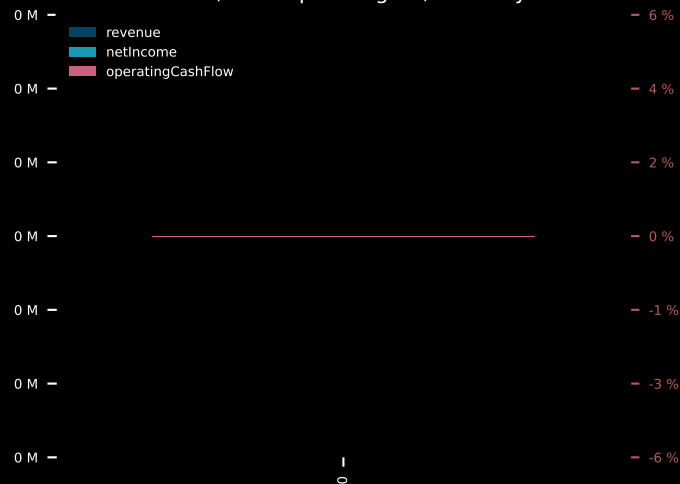 0 M
6 %
revenue
netIncome
operatingCashFlow
0 M
4 %
0 M
2 %
0 M
0 %
0 M
-1 %
0 M
-3 %
0 M
-6 %
0